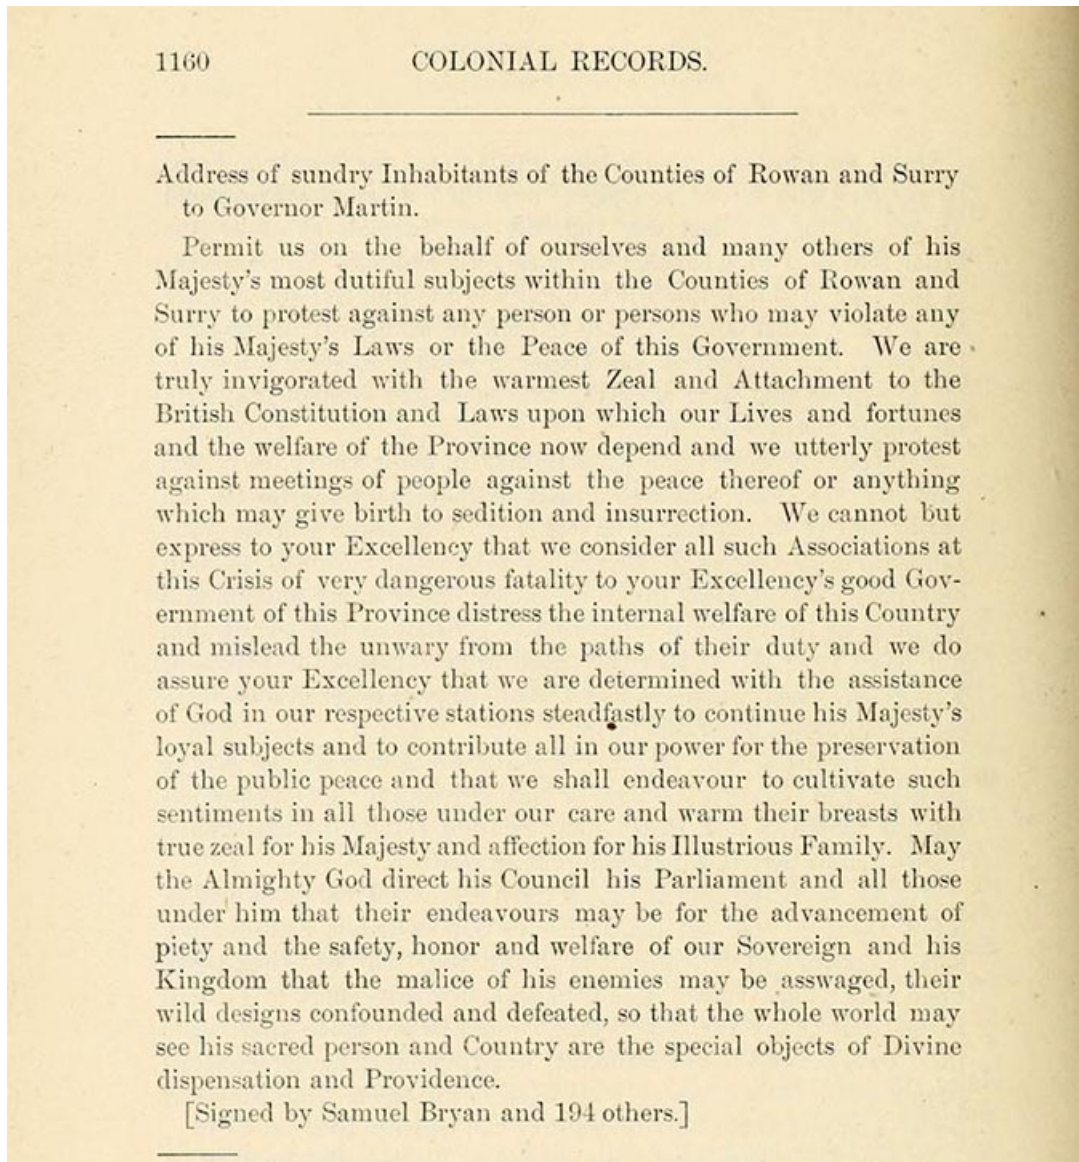 1160 COLONIAL RECORDS.
Address of sundry Inhabitants of the Counties of Rowan and Surry
to Governor Martin.
Permit us on the behalf of ourselves and many others of his
Majesty's most dutiful subjects within the Counties of Rowan and
Surry to protest against any person or persons who may violate any
of his Majesty's Laws or the Peace of this Government. We are
truly invigorated with the warmest Zeal and Attachment to the
British Constitution and Laws upon which our Lives and fortunes
and the welfare of the Province now depend and we utterly protest
against meetings of people against the peace thereof or anything
which may give birth to sedition and insurrection. We cannot but
express to your Excellency that we consider all such Associations at
this Crisis of very dangerous fatality to your Excellency's good Gov-
ernment of this Province distress the internal welfare of this Country
and mislead the unwary from the paths of their duty and we do
assure your Excellency that we are determined with the assistance
of God in our respective stations steadfastly to continue his Majesty's
loyal subjects and to contribute all in our power for the preservation
of the public peace and that we shall endeavour to cultivate such
sentiments in all those under our care and warm their breasts with
true zeal for his Majesty and affection for his Illustrious Family. May
the Almighty God direct his Council his Parliament and all those
under him that their endeavours may be for the advancement of
piety and the safety, honor and welfare of our Sovereign and his
Kingdom that the malice of his enemies may be asswaged, their
wild designs confounded and defeated, so that the whole world may
see his sacred person and Country are the special objects of Divine
dispensation and Providence.
[Signed by Samuel Bryan and 194 others.]